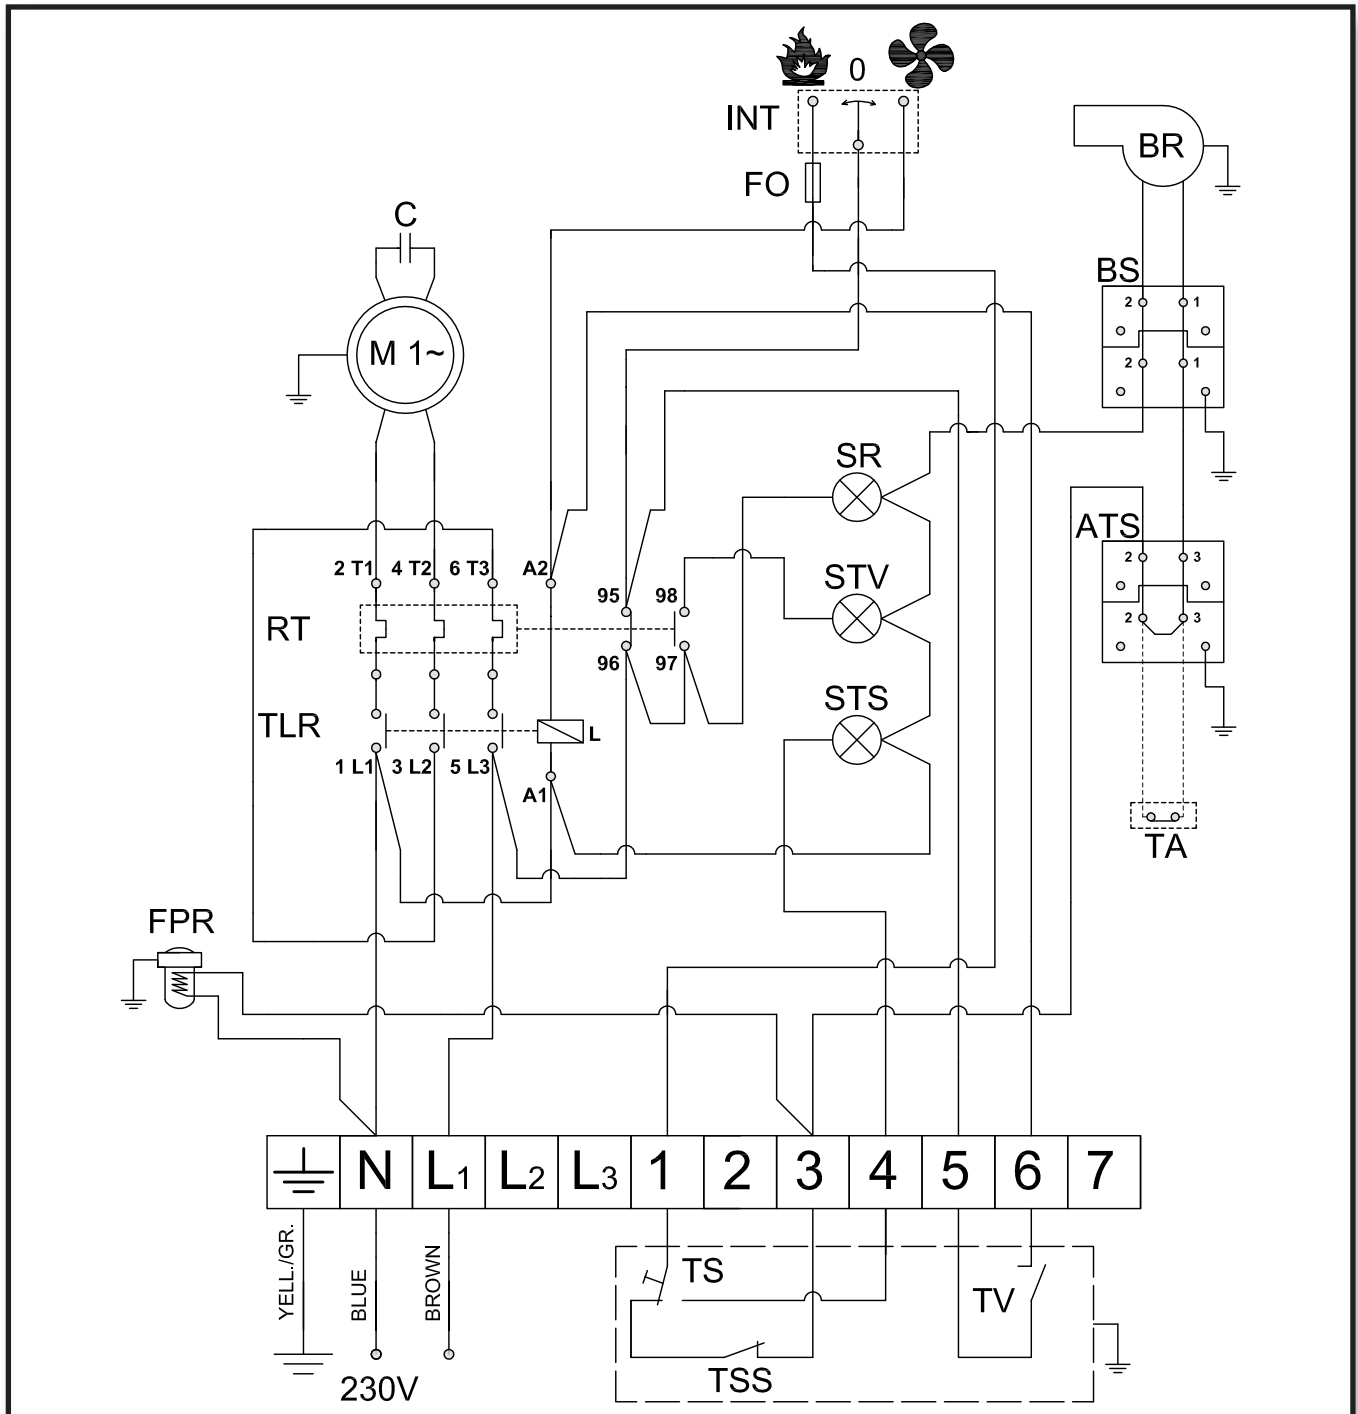 0
INT
BR
FO
C
BS
2 1
M 1~
2 1
SR
ATS
2 3
2 T1 4 T2 6 T3 A2
STV
95 98
RT
2 3
96 97
STS
TLR
L
1 L1 3 L2 5 L3
A1
TA
FPR
N L1 L2 L3 1 2 3 4 5 6 7
YELL./GR.
BLUE
BROWN
TS
TV
TSS
230V